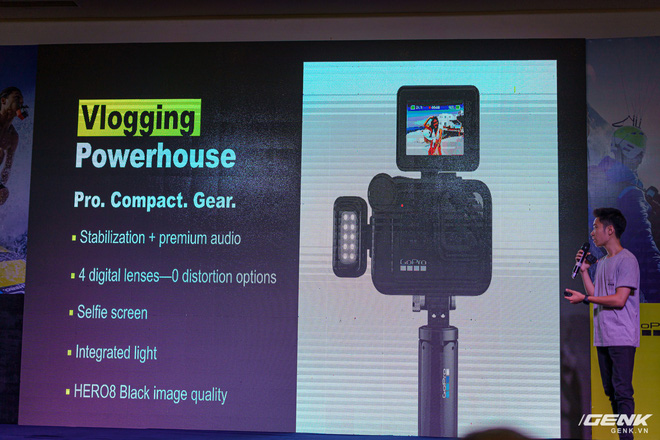 Vlogging
Powerhouse
Pro. Compact. Gear.
Stabilization + premium audio
4 digital lenses—0 distortion options
Selfie screen
Integrated light
HERO8 Black image quality
GoPro
GoPro
GENK
GENK.VN